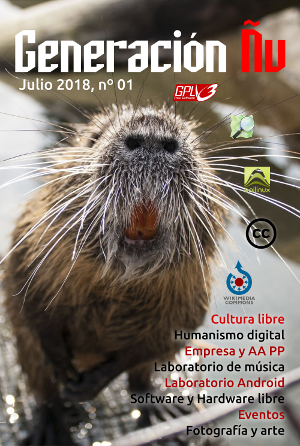 Generación Ñu
Julio 2018, nº 01
GPL
v3
cc
WIKIMEDIA
COMMONS
Cultura libre
Humanismo digital
Empresa y AA PP
Laboratorio de música
Laboratorio Android
Software y Hardware libre
Eventos
Fotografía y arte